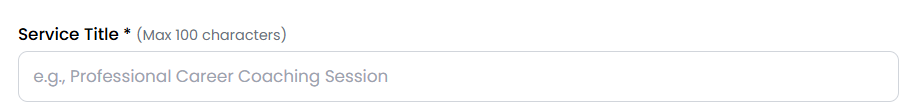 Service Title * (Max 100 characters)
e.g., Professional Career Coaching Session